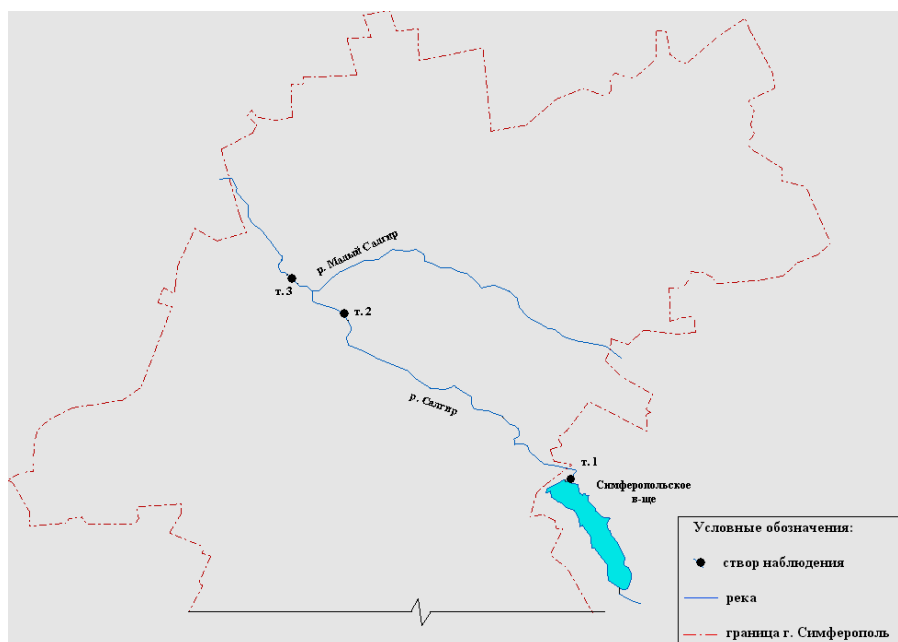 р. Малый Салгир
т. 3
т. 2
р. Салгир
т. 1
Симферопольское
в-ще
Условные обозначения:
створ наблюдения
река
граница г. Симферополь